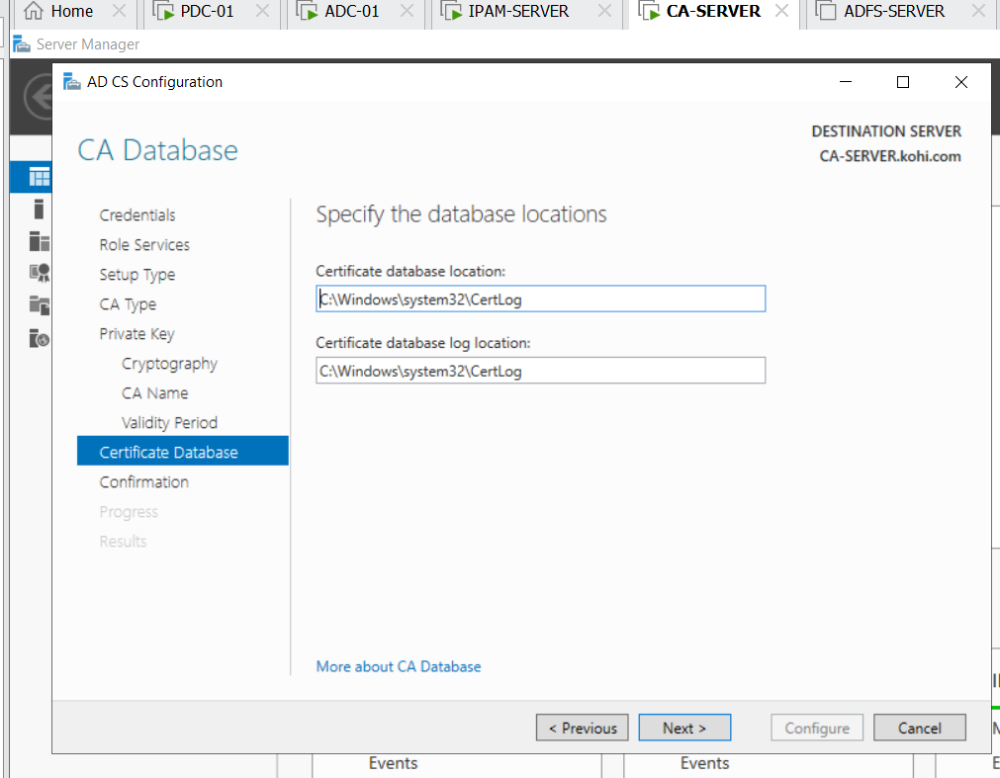 Home
PDC-01
ADC-01
IPAM-SERVER
CA-SERVER
ADFS-SERVER
Server Manager
AD CS Configuration
CA Database
DESTINATION SERVER
CA-SERVER.kohi.com
Credentials
Role Services
Setup Type
CA Type
Private Key
Cryptography
CA Name
Validity Period
Certificate Database
Confirmation
Progress
Results
Specify the database locations
Certificate database location:
C:\Windows\system32\CertLog
Certificate database log location:
C:\Windows\system32\CertLog
More about CA Database
< Previous
Next >
Configure
Cancel
Events
Events